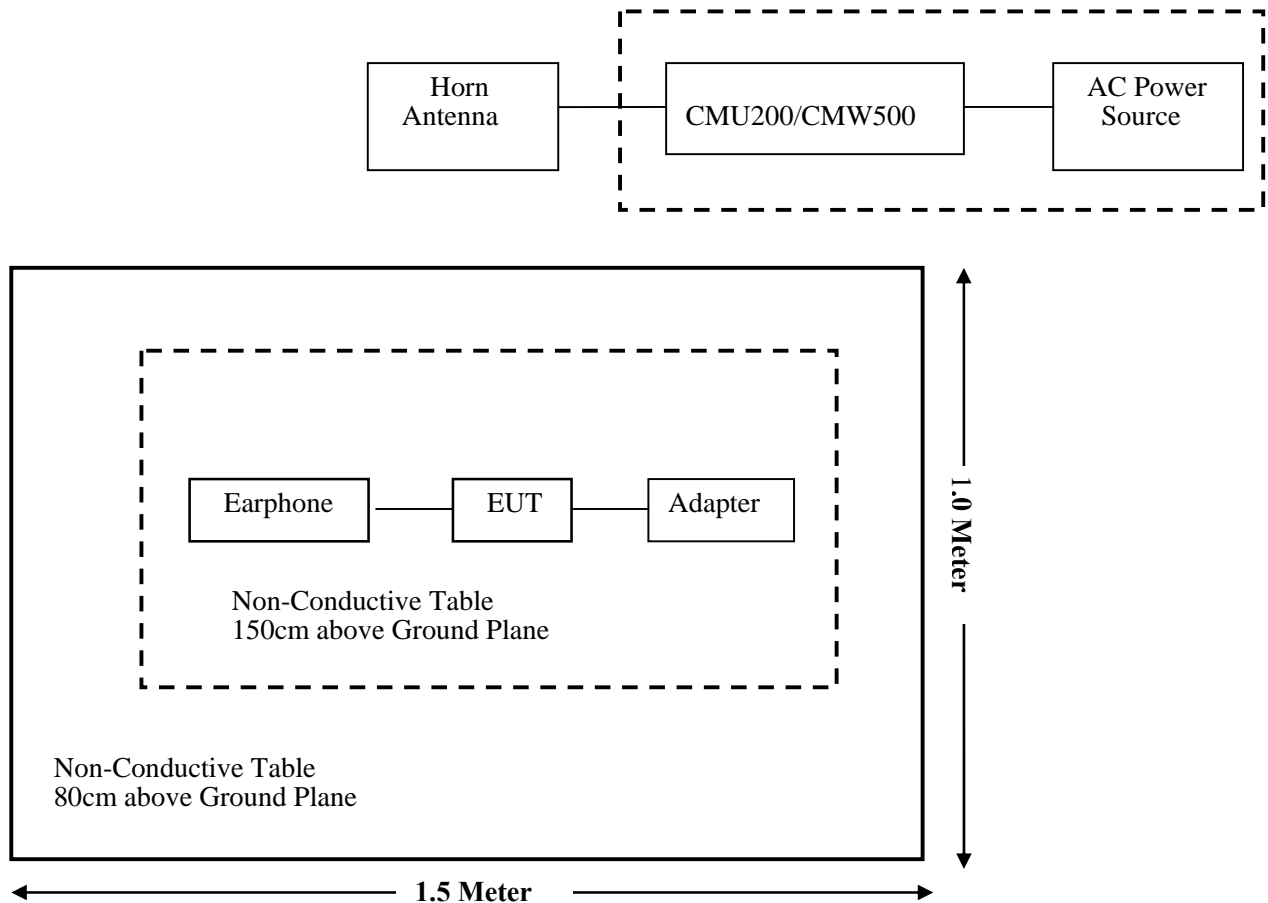 Horn
Antenna
CMU200/CMW500
AC Power
Source
Earphone
EUT
Adapter
Non-Conductive Table
150cm above Ground Plane
Non-Conductive Table
80cm above Ground Plane
1.0 Meter
1.5 Meter